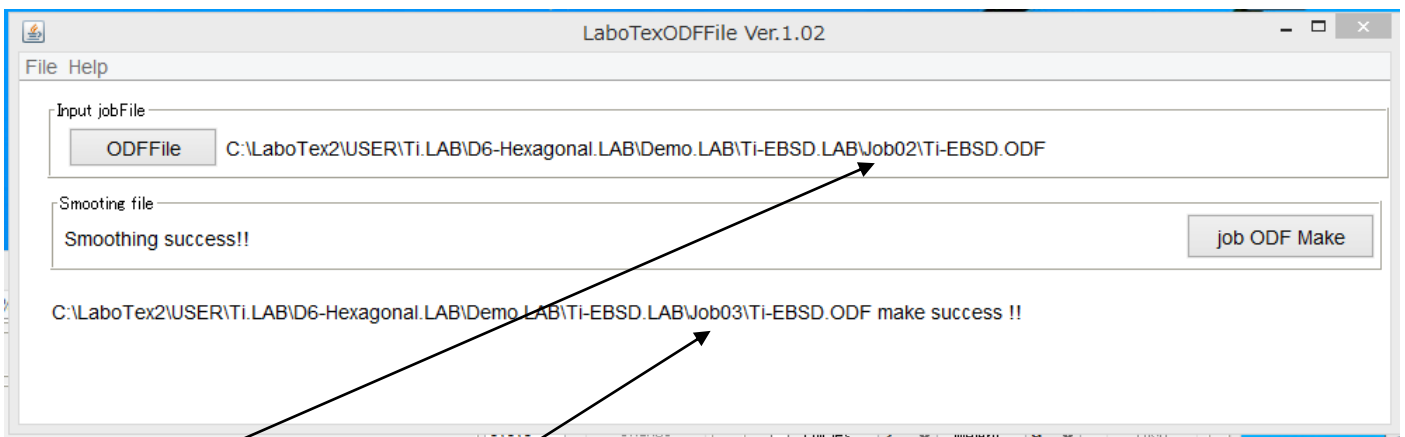 LaboTexODFFile Ver.1.02
File Help
Input jobFile
ODFFile C:\LaboTex2\USER\Ti.LAB\D6-Hexagonal.LAB\Demo.LAB\Ti-EBSD.LAB\Job02\Ti-EBSD.ODF
Smooting file
Smoothing success!! job ODF Make
C:\LaboTex2\USER\Ti.LAB\D6-Hexagonal.LAB\Demo.LAB\Ti-EBSD.LAB\Job03\Ti-EBSD.ODF make success !!